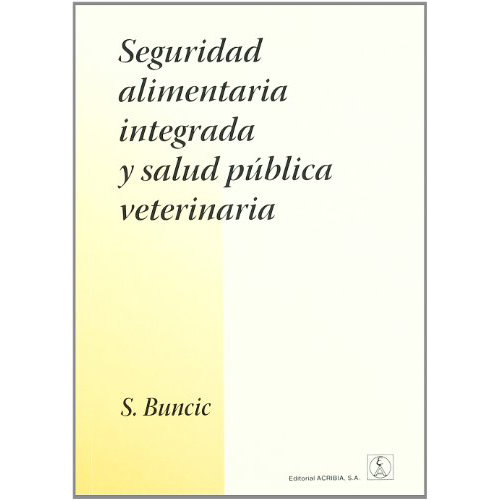 Seguridad
alimentaria
integrada
y salud pública
veterinaria
S. Buncic
Editorial ACRIBIA, S.A.